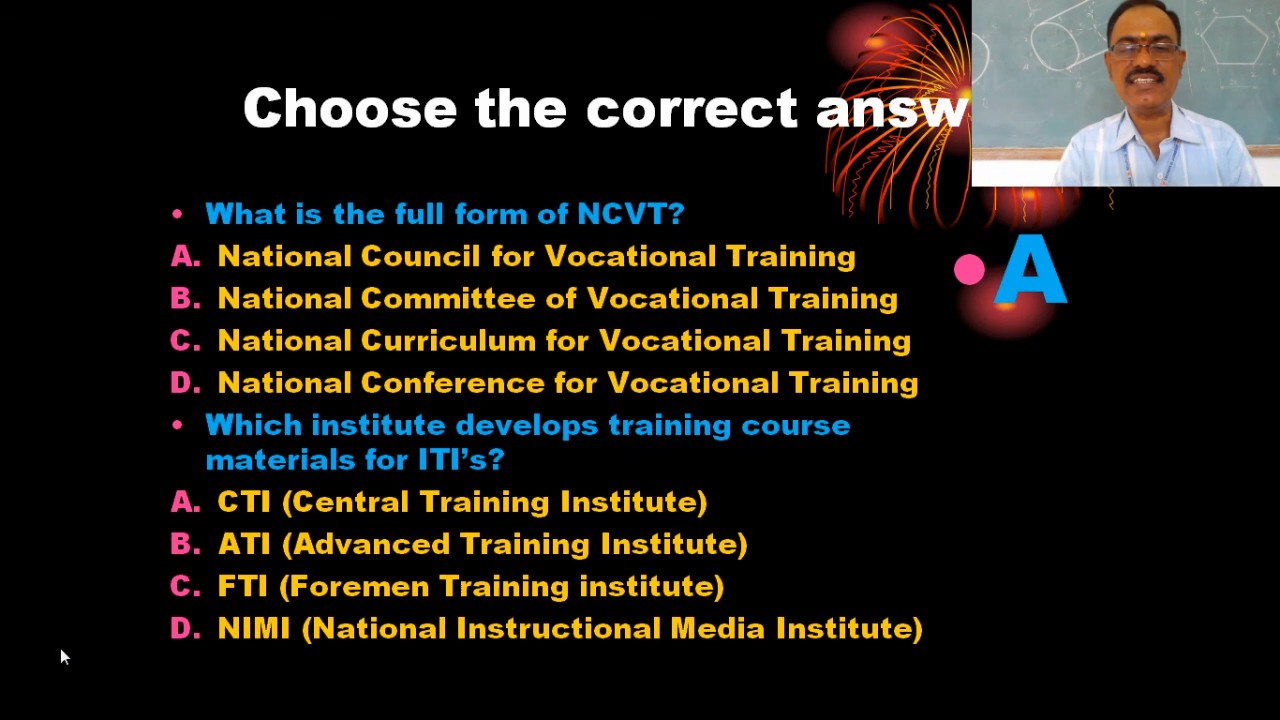 Choose the correct answ
• What is the full form of NCVT?
A. National Council for Vocational Training
• A
B. National Committee of Vocational Training
C. National Curriculum for Vocational Training
D. National Conference for Vocational Training
• Which institute develops training course
materials for ITI’s?
A. CTI (Central Training Institute)
B. ATI (Advanced Training Institute)
C. FTI (Foremen Training institute)
D. NIMI (National Instructional Media Institute)